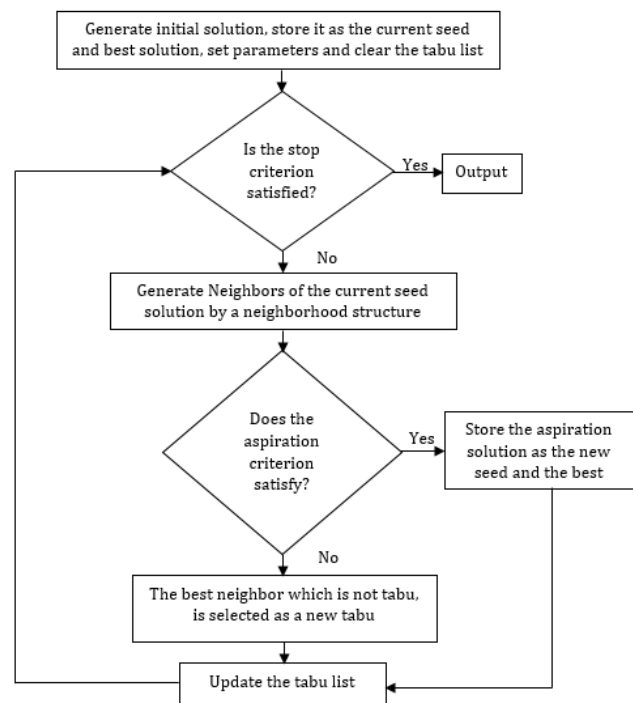 Generate initial solution, store it as the current seed
and best solution, set parameters and clear the tabu list
Is the stop
criterion
satisfied?
Yes
Output
No
Generate Neighbors of the current seed
solution by a neighborhood structure
Does the
aspiration
criterion
satisfy?
Yes
Store the aspiration
solution as the new
seed and the best
No
The best neighbor which is not tabu,
is selected as a new tabu
Update the tabu list